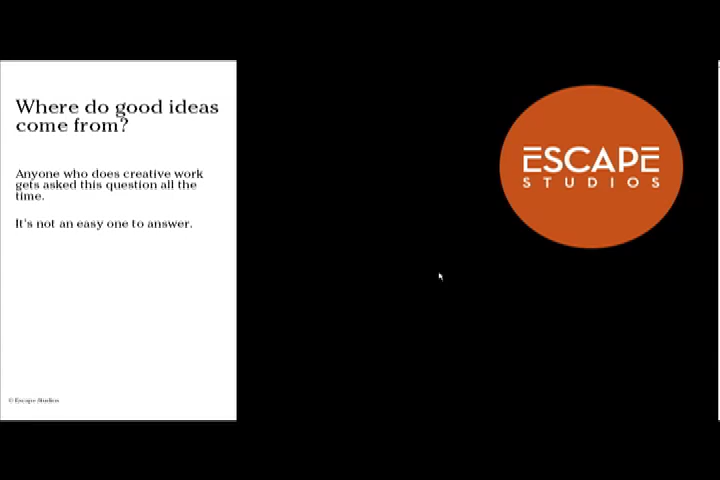 Where do good ideas
come from?
Anyone who does creative work
gets asked this question all the
time.
It's not an easy one to answer.
© Escape Studios
ESCAPE
STUDIOS